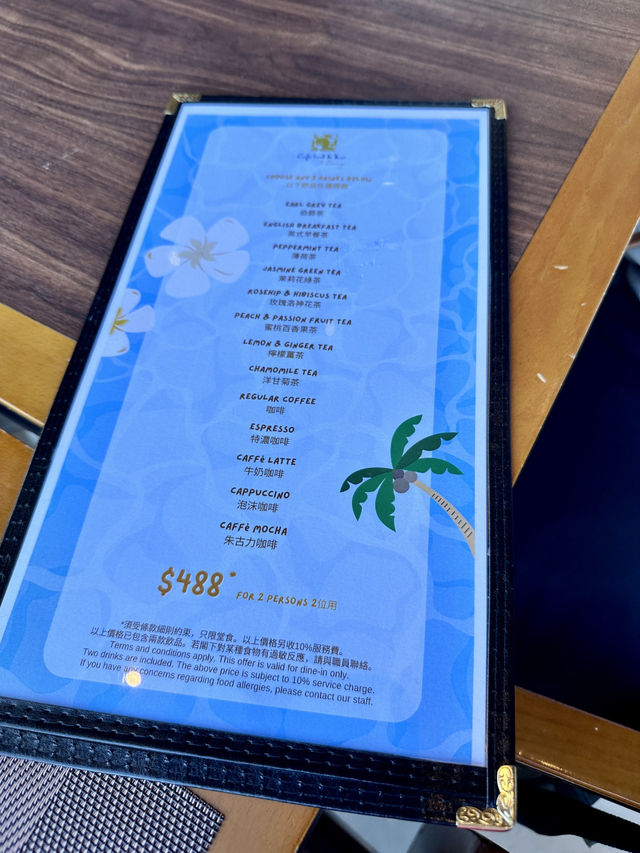 CHOOSE ANY 2 DRINKS BELOW
EARL GREY TEA
伯爵茶
ENGLISH BREAKFAST TEA
英式早餐茶
PEPPERMINT TEA
薄荷茶
JASMINE GREEN TEA
茉莉花綠茶
ROSEHIP & HIBISCUS TEA
玫瑰洛神花茶
PEACH & PASSION FRUIT TEA
蜜桃百香果茶
LEMON & GINGER TEA
檸檬薑茶
CHAMOMILE TEA
洋甘菊茶
REGULAR COFFEE
咖啡
ESPRESSO
特濃咖啡
CAFFÈ LATTE
牛奶咖啡
CAPPUCCINO
泡沫咖啡
CAFFÈ MOCHA
朱古力咖啡
$488* FOR 2 PERSONS 2位用
*須受條款細則約束，只限堂食。以上價格另收10%服務費。
以上價格已包含兩款飲品。若閣下對某種食物有過敏反應，請與職員聯絡。
Terms and conditions apply. This offer is valid for dine-in only.
Two drinks are included. The above price is subject to 10% service charge.
If you have any concerns regarding food allergies, please contact our staff.